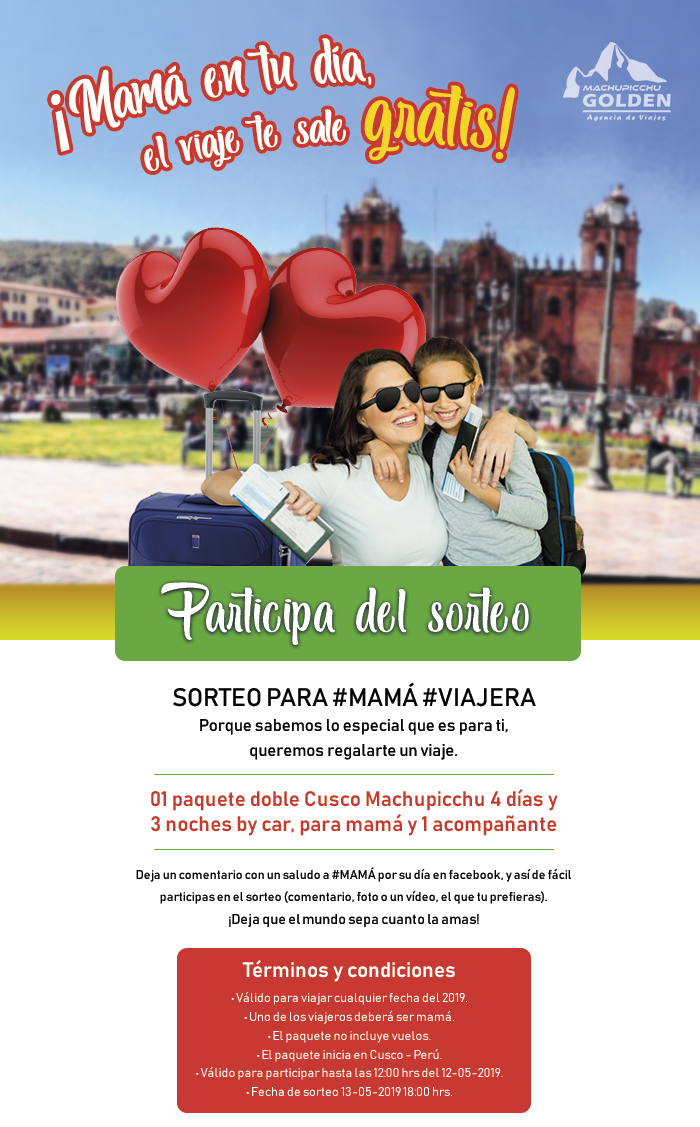 ¡Mamá en tu día,
el viaje te sale gratis!
MACHUPICCHU
GOLDEN
Agencia de Viajes
Participa del sorteo
SORTEO PARA #MAMÁ #VIAJERA
Porque sabemos lo especial que es para ti,
queremos regalarte un viaje.
01 paquete doble Cusco Machupicchu 4 días y
3 noches by car, para mamá y 1 acompañante
Deja un comentario con un saludo a #MAMÁ por su día en facebook, y así de fácil
participas en el sorteo (comentario, foto o un vídeo, el que tu prefieras).
¡Deja que el mundo sepa cuanto la amas!
Términos y condiciones
• Válido para viajar cualquier fecha del 2019.
• Uno de los viajeros deberá ser mamá.
• El paquete no incluye vuelos.
• El paquete inicia en Cusco - Perú.
• Válido para participar hasta las 12:00 hrs del 12-05-2019.
• Fecha de sorteo 13-05-2019 18:00 hrs.